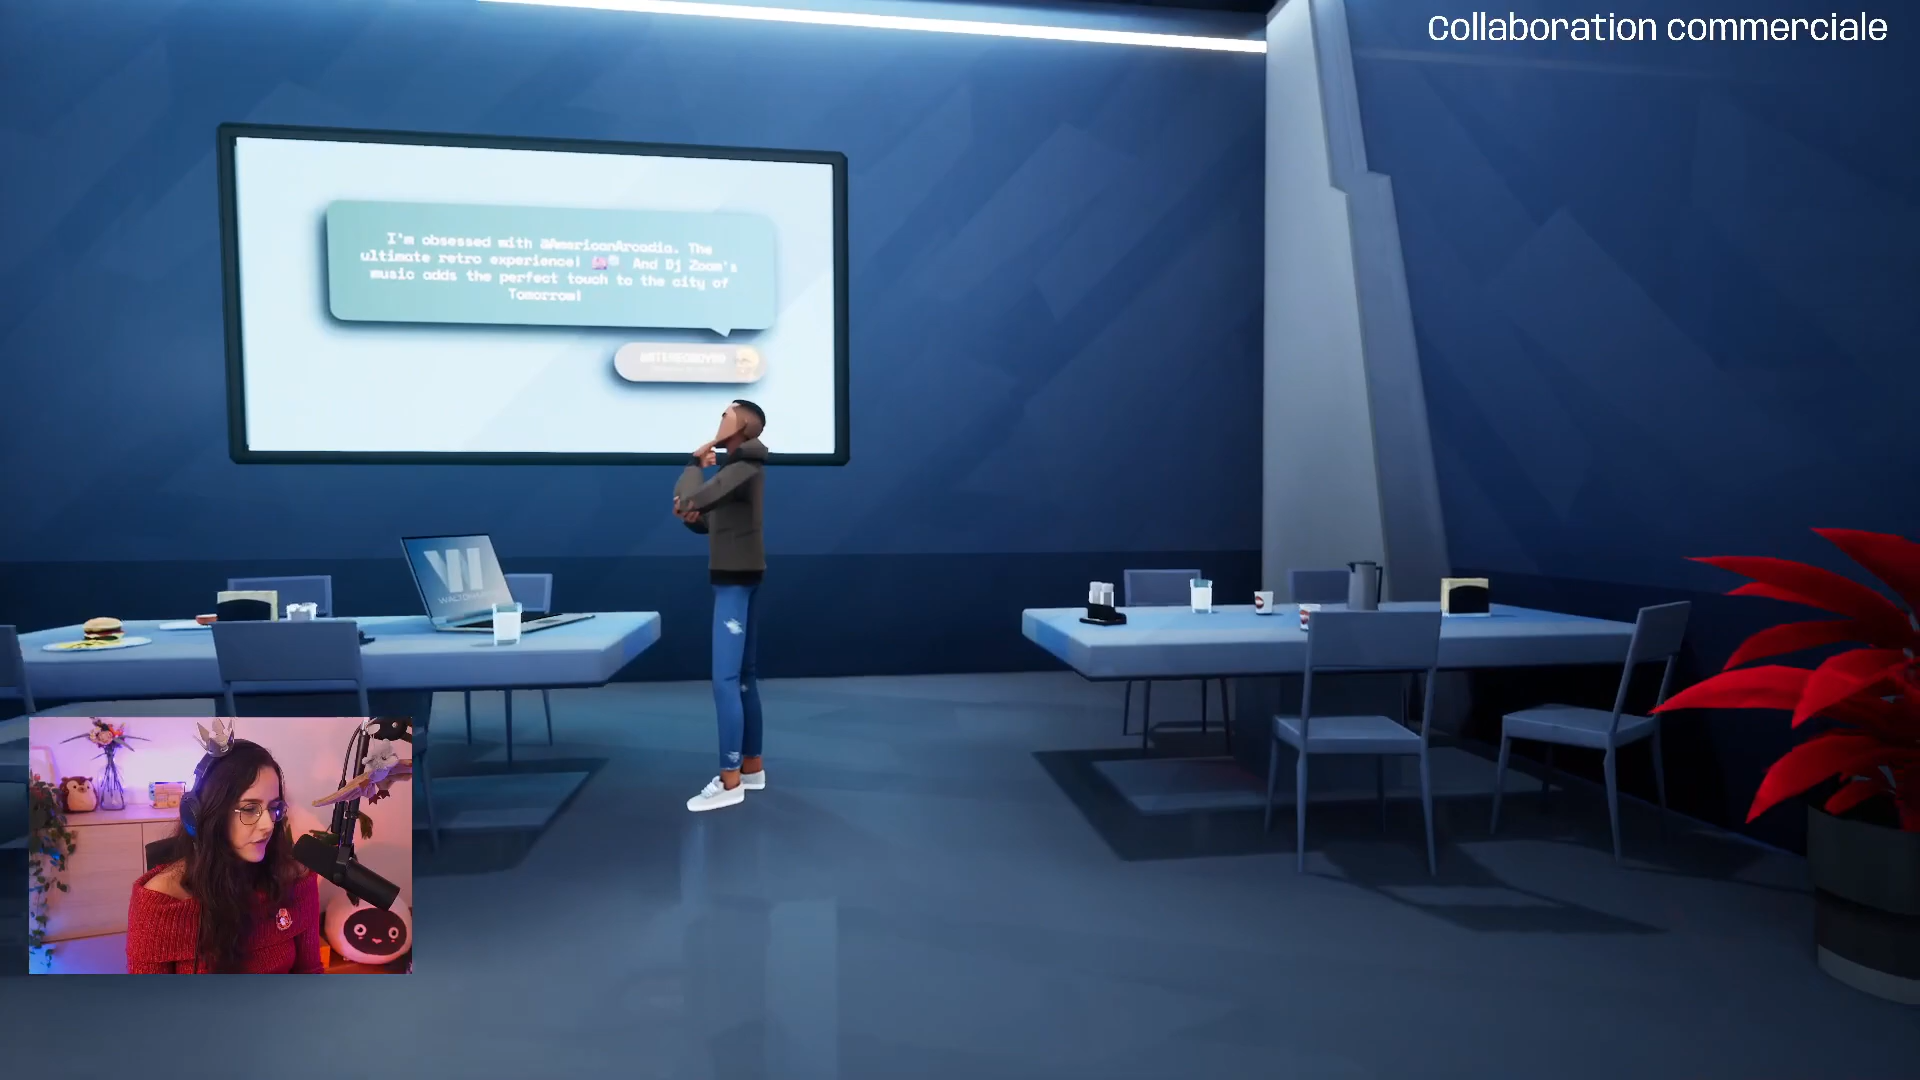 Collaboration commerciale
I'm obsessed with @AmericanArcadia. The
ultimate retro experience! And Dj Zoom's
music adds the perfect touch to the city of
Tomorrow!
W